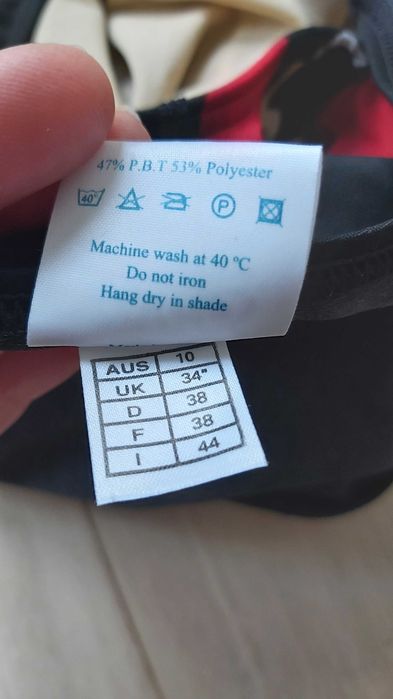 47% P.B.T 53% Polyester
40° P
Machine wash at 40 °C
Do not iron
Hang dry in shade
AUS 10
UK 34"
D 38
F 38
I 44